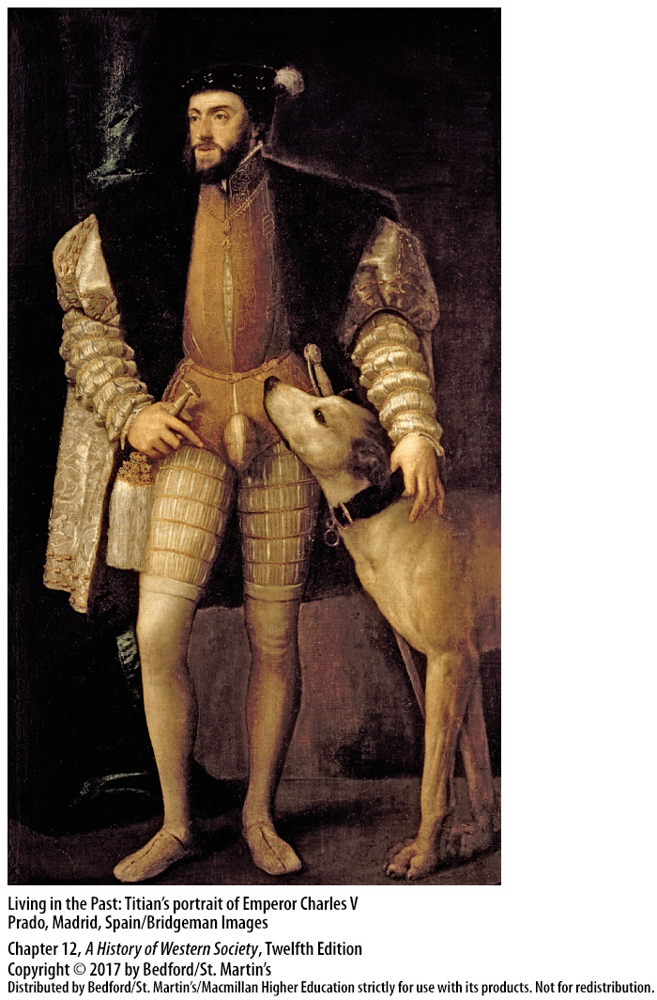 Living in the Past: Titian’s portrait of Emperor Charles V
Prado, Madrid, Spain/Bridgeman Images
Chapter 12, A History of Western Society, Twelfth Edition
Copyright © 2017 by Bedford/St. Martin’s
Distributed by Bedford/St. Martin’s/Macmillan Higher Education strictly for use with its products. Not for redistribution.